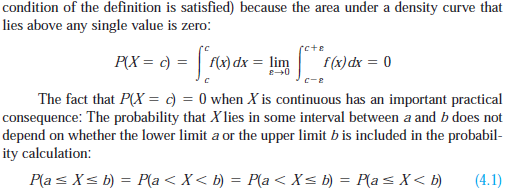 condition of the definition is satisfied) because the area under a density curve that
lies above any single value is zero:
P(X = c) = ∫_c^c f(x) dx = lim_{ε→0} ∫_{c−ε}^{c+ε} f(x) dx = 0
The fact that P(X = c) = 0 when X is continuous has an important practical
consequence: The probability that X lies in some interval between a and b does not
depend on whether the lower limit a or the upper limit b is included in the probabil-
ity calculation:
P(a ≤ X ≤ b) = P(a < X < b) = P(a < X ≤ b) = P(a ≤ X < b) (4.1)